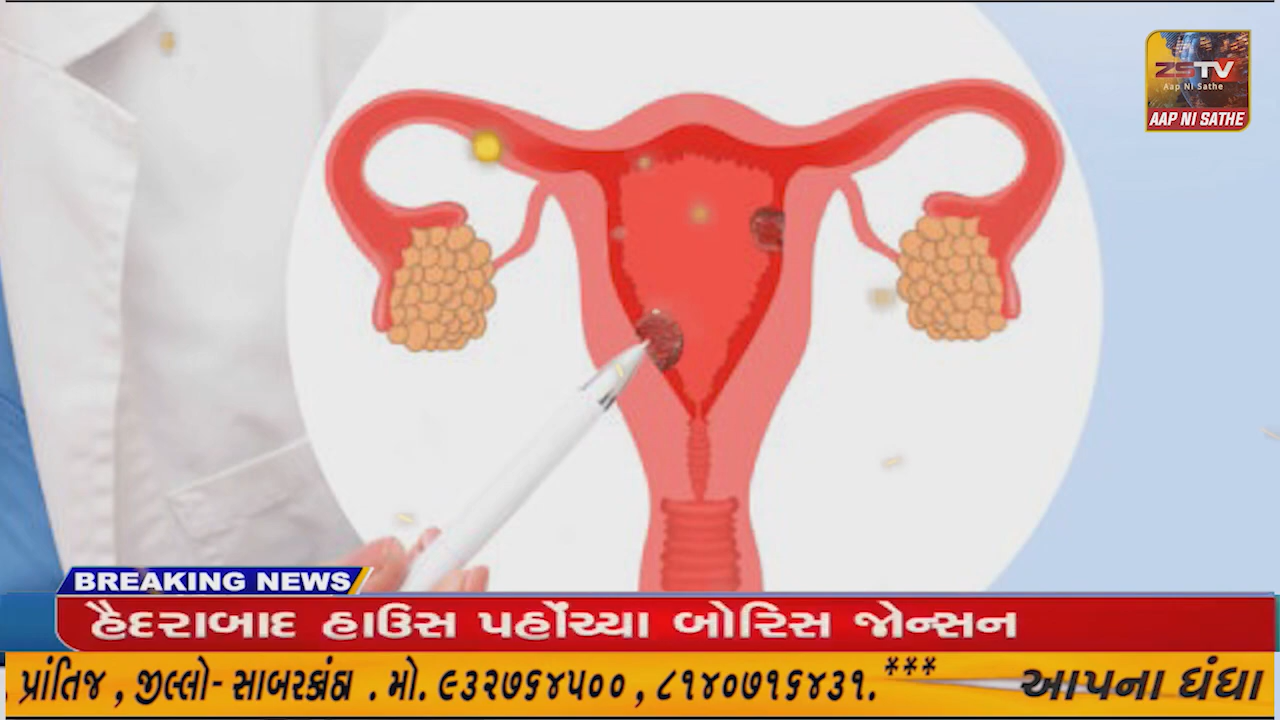 ZSTV
Aap Ni Sathe
AAP NI SATHE
BREAKING NEWS
હૈદરાબાદ હાઉસ પહોંચ્યા બોરિસ જોન્સન
. પ્રાંતિજ , જીલ્લો- સાબરકાંઠા . મો. ૯૩૨૭૬૪૫૦૦ , ૮૧૪૦૭૧૬૪૩૧.*** આપના ધંધા